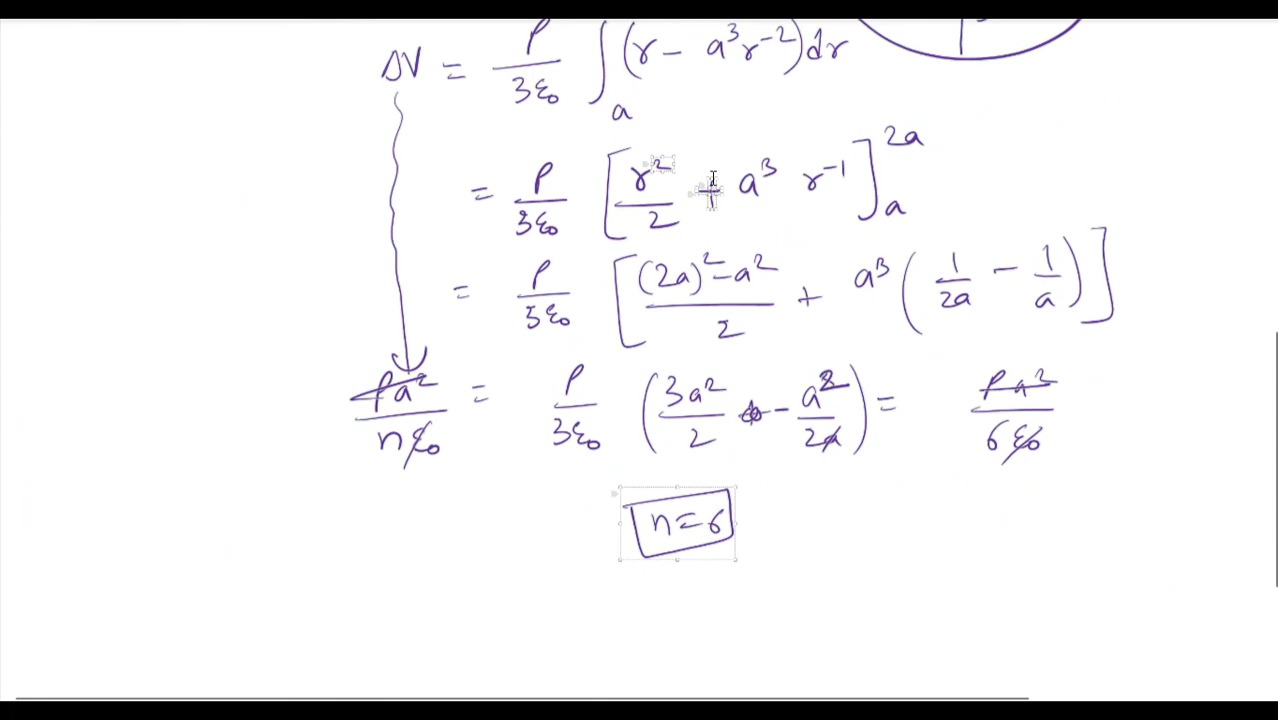 ΔV = ρ/3ε₀ ∫ₐ (r - a³r⁻²)dr
= ρ/3ε₀ [r²/2 + a³ r⁻¹]ₐ²ᵃ
= ρ/3ε₀ [((2a)² - a²)/2 + a³(1/2a - 1/a)]
ρa²/nε₀ = ρ/3ε₀ (3a²/2 - a²/2) = ρa²/6ε₀
n=6